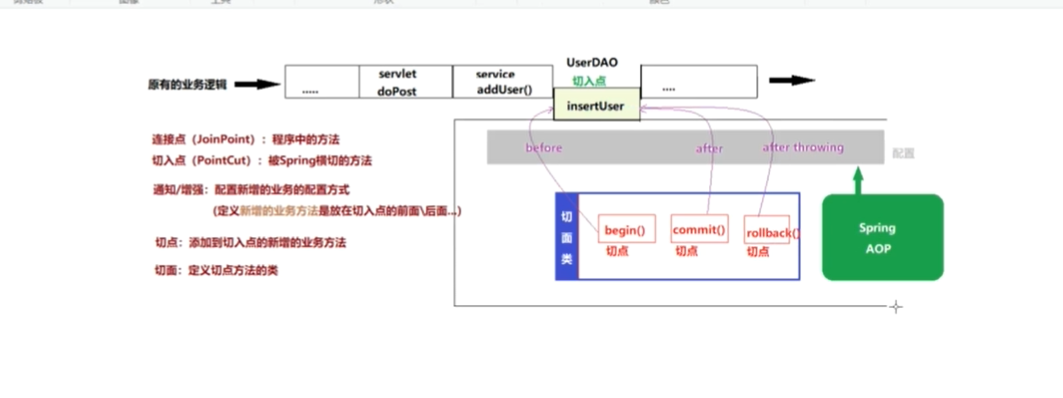 形状
颜色
UserDAO
切入点
原有的业务逻辑
.....
servlet
doPost
service
addUser()
insertUser
....
连接点（JoinPoint）：程序中的方法
切入点（PointCut）：被Spring横切的方法
通知/增强：配置新增的业务的配置方式
(定义新增的业务方法是放在切入点的前面\后面...)
切点：添加到切入点的新增的业务方法
切面：定义切点方法的类
before
after
after throwing
配置
切
面
类
begin()
commit()
rollback()
切点
切点
切点
Spring
AOP